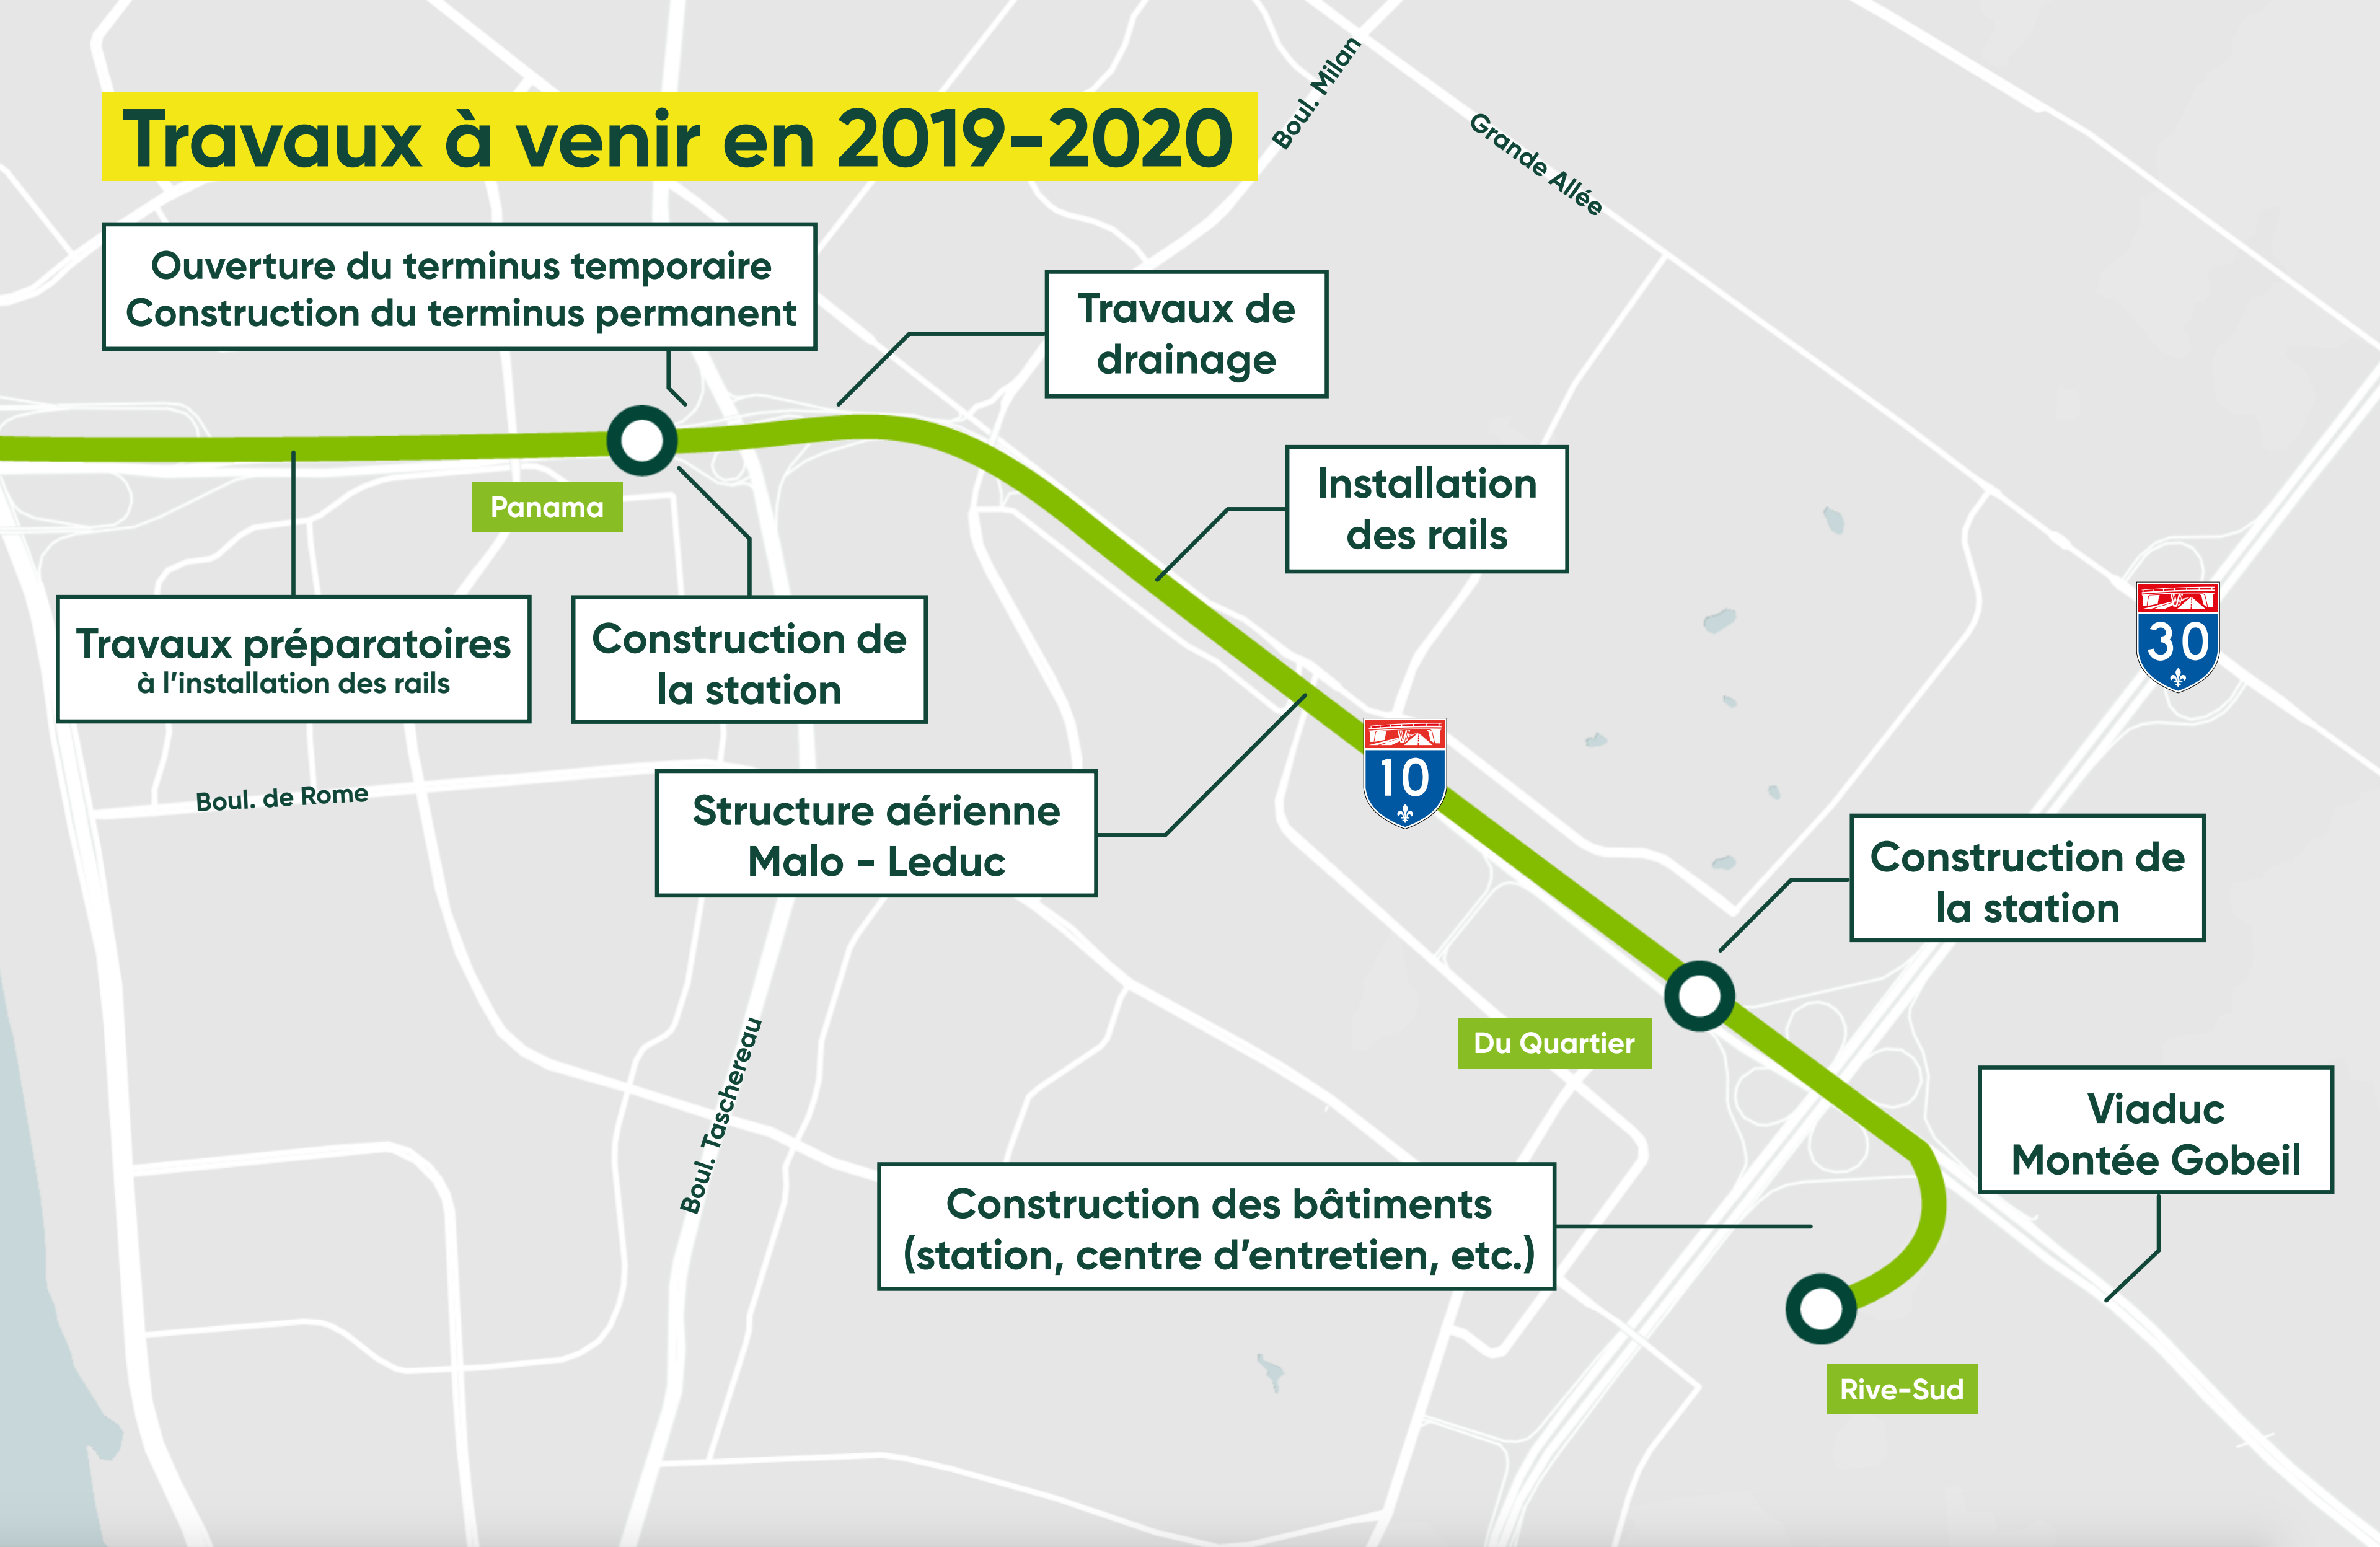 Travaux à venir en 2019-2020
Boul. Milan
Grande Allée
Ouverture du terminus temporaire
Construction du terminus permanent
Travaux de
drainage
Installation
des rails
Panama
Travaux préparatoires
à l'installation des rails
Construction de
la station
30
10
Boul. de Rome
Structure aérienne
Malo - Leduc
Construction de
la station
Du Quartier
Boul. Taschereau
Viaduc
Montée Gobeil
Construction des bâtiments
(station, centre d'entretien, etc.)
Rive-Sud